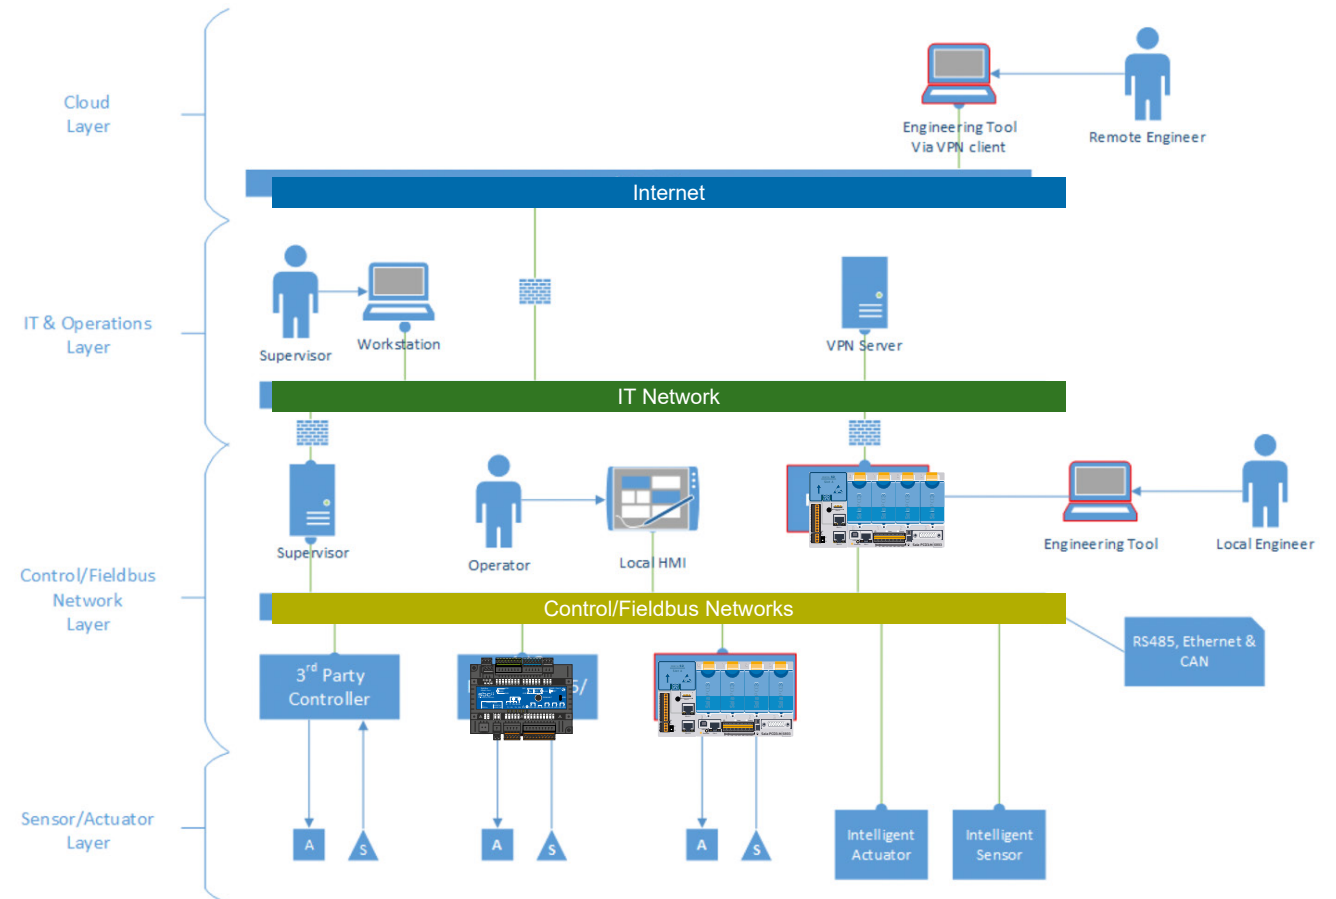 Cloud
Layer
Engineering Tool
Via VPN client
Remote Engineer
Internet
IT & Operations
Layer
Supervisor
Workstation
VPN Server
IT Network
Control/Fieldbus
Network
Layer
Supervisor
Operator
Local HMI
Engineering Tool
Local Engineer
Control/Fieldbus Networks
RS485, Ethernet &
CAN
3rd Party
Controller
Sensor/Actuator
Layer
A
S
A
S
A
S
Intelligent
Actuator
Intelligent
Sensor